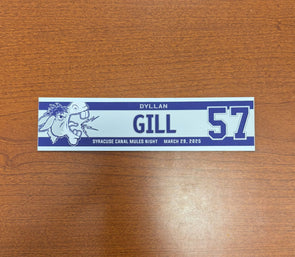 DYLLAN
GILL
57
SYRACUSE CANAL MULES NIGHT MARCH 29, 2025